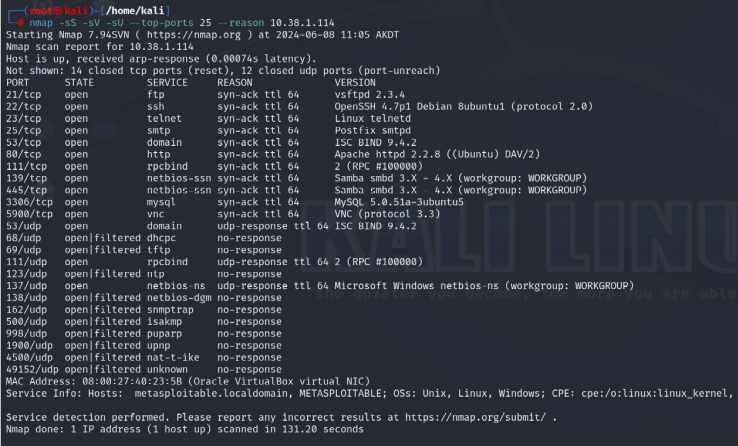 (root㉿kali)-[/home/kali]
# nmap -sS -sV -sU --top-ports 25 --reason 10.38.1.114
Starting Nmap 7.94SVN ( https://nmap.org ) at 2024-06-08 11:05 AKDT
Nmap scan report for 10.38.1.114
Host is up, received arp-response (0.00074s latency).
Not shown: 14 closed tcp ports (reset), 12 closed udp ports (port-unreach)
PORT STATE SERVICE REASON VERSION
21/tcp open ftp syn-ack ttl 64 vsftpd 2.3.4
22/tcp open ssh syn-ack ttl 64 OpenSSH 4.7p1 Debian 8ubuntu1 (protocol 2.0)
23/tcp open telnet syn-ack ttl 64 Linux telnetd
25/tcp open smtp syn-ack ttl 64 Postfix smtpd
53/tcp open domain syn-ack ttl 64 ISC BIND 9.4.2
80/tcp open http syn-ack ttl 64 Apache httpd 2.2.8 ((Ubuntu) DAV/2)
111/tcp open rpcbind syn-ack ttl 64 2 (RPC #100000)
139/tcp open netbios-ssn syn-ack ttl 64 Samba smbd 3.X - 4.X (workgroup: WORKGROUP)
445/tcp open netbios-ssn syn-ack ttl 64 Samba smbd 3.X - 4.X (workgroup: WORKGROUP)
3306/tcp open mysql syn-ack ttl 64 MySQL 5.0.51a-3ubuntu5
5900/tcp open vnc syn-ack ttl 64 VNC (protocol 3.3)
53/udp open domain udp-response ttl 64 ISC BIND 9.4.2
68/udp open|filtered dhcpc no-response
69/udp open|filtered tftp no-response
111/udp open rpcbind udp-response ttl 64 2 (RPC #100000)
123/udp open|filtered ntp no-response
137/udp open netbios-ns udp-response ttl 64 Microsoft Windows netbios-ns (workgroup: WORKGROUP)
138/udp open|filtered netbios-dgm no-response
162/udp open|filtered snmptrap no-response
500/udp open|filtered isakmp no-response
998/udp open|filtered puparp no-response
1900/udp open|filtered upnp no-response
4500/udp open|filtered nat-t-ike no-response
49152/udp open|filtered unknown no-response
MAC Address: 08:00:27:40:23:5B (Oracle VirtualBox virtual NIC)
Service Info: Hosts: metasploitable.localdomain, METASPLOITABLE; OSs: Unix, Linux, Windows; CPE: cpe:/o:linux:linux_kernel,
Service detection performed. Please report any incorrect results at https://nmap.org/submit/ .
Nmap done: 1 IP address (1 host up) scanned in 131.20 seconds
KALI LINU
the quieter you become, the more you are able